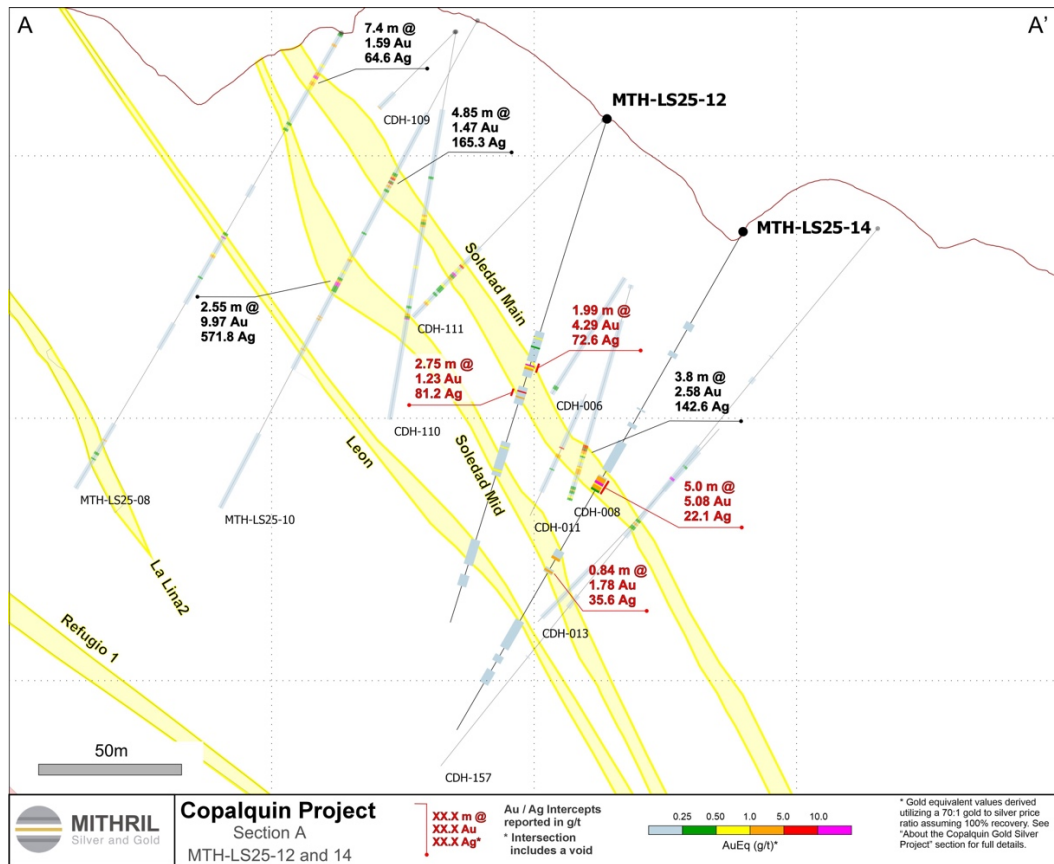 A
A'
7.4 m @
1.59 Au
64.6 Ag
CDH-109
4.85 m @
1.47 Au
165.3 Ag
MTH-LS25-12
MTH-LS25-14
Soledad Main
2.55 m @
9.97 Au
571.8 Ag
CDH-111
1.99 m @
4.29 Au
72.6 Ag
2.75 m @
1.23 Au
81.2 Ag
CDH-006
3.8 m @
2.58 Au
142.6 Ag
CDH-110
Leon
Soledad Mid
MTH-LS25-08
MTH-LS25-10
CDH-011
CDH-008
5.0 m @
5.08 Au
22.1 Ag
La Lina2
0.84 m @
1.78 Au
35.6 Ag
Refugio 1
CDH-013
50m
CDH-157
MITHRIL
Silver and Gold
Copalquin Project
Section A
MTH-LS25-12 and 14
XX.X m @
XX.X Au
XX.X Ag*
Au / Ag Intercepts
reported in g/t
* Intersection
includes a void
0.25 0.50 1.0 5.0 10.0
AuEq (g/t)*
* Gold equivalent values derived
utilizing a 70:1 gold to silver price
ratio assuming 100% recovery. See
"About the Copalquin Gold Silver
Project" section for full details.